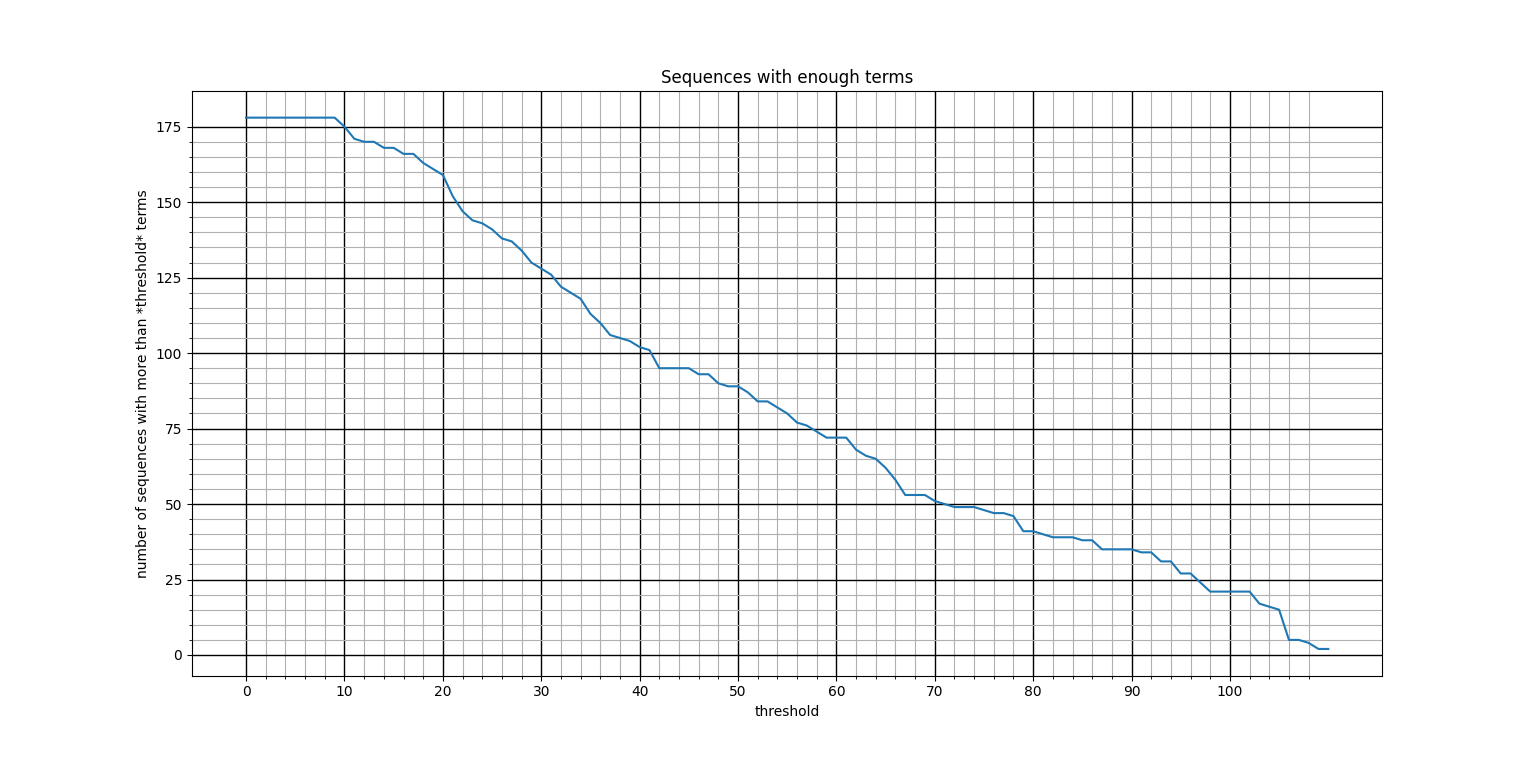 Sequences with enough terms
number of sequences with more than *threshold* terms
175
150
125
100
75
50
25
0
0 10 20 30 40 50 60 70 80 90 100
threshold